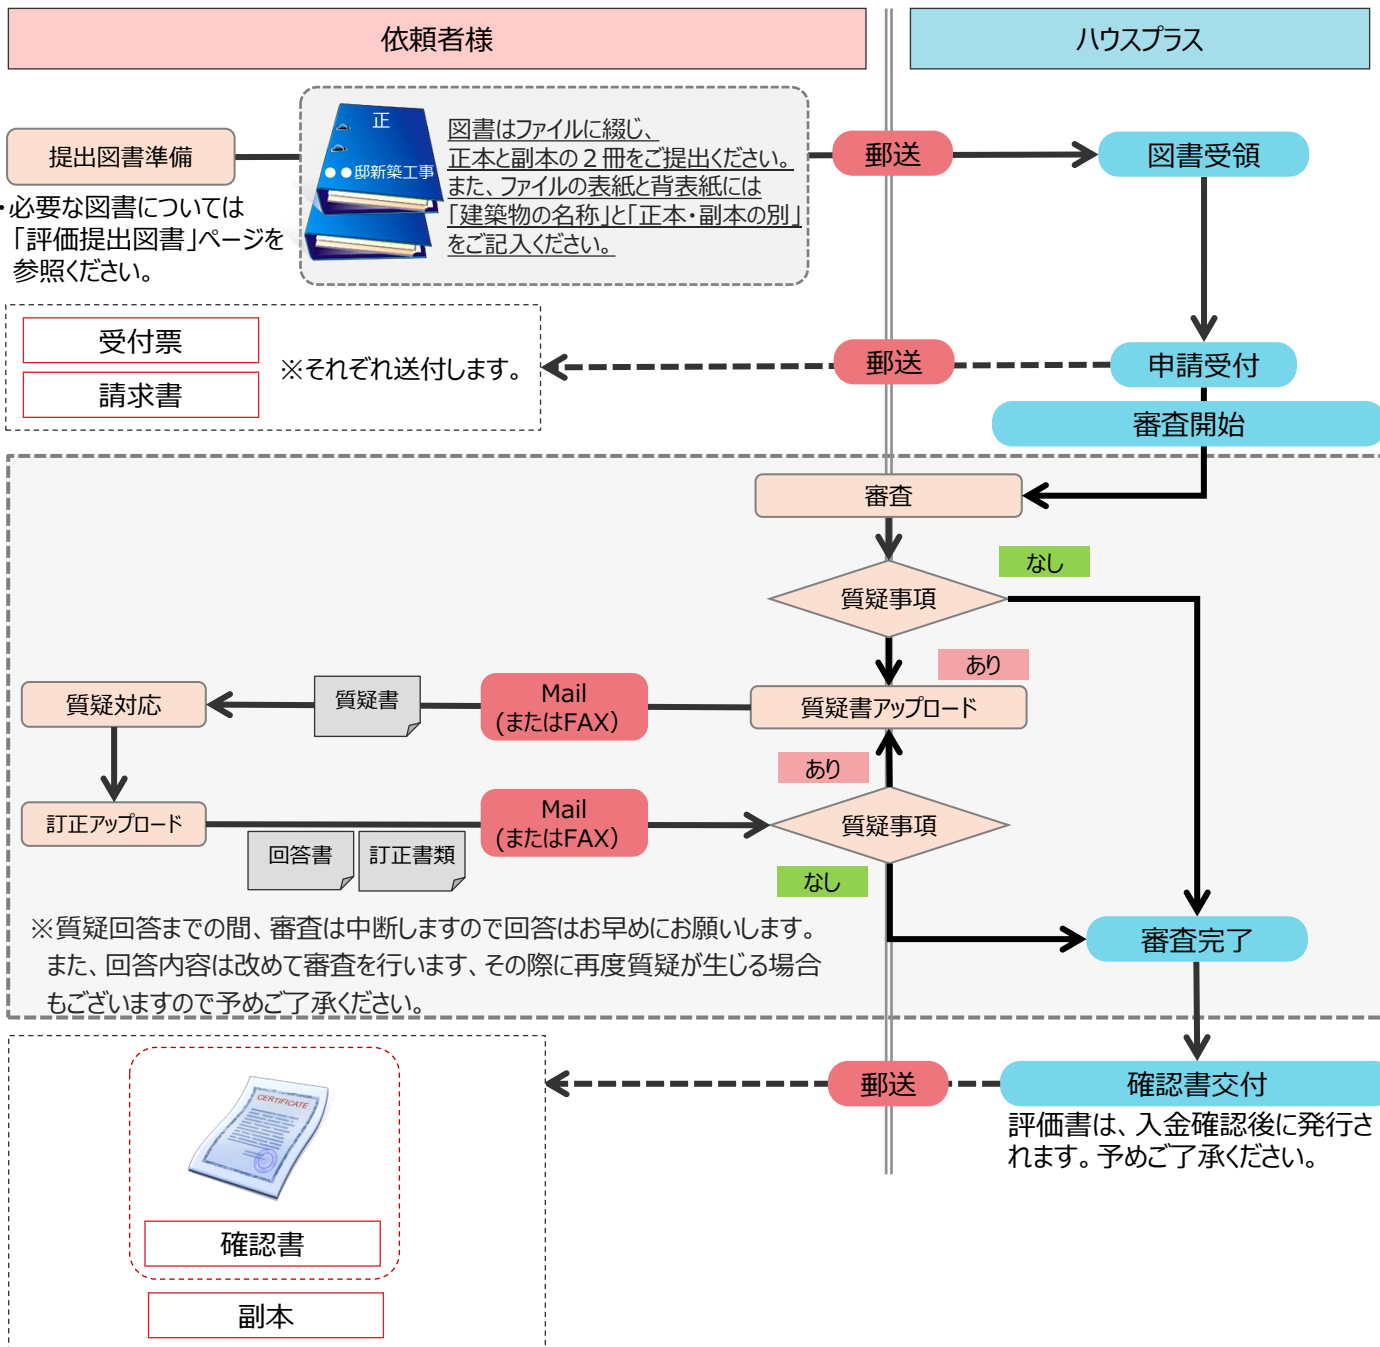 依頼者様
ハウスプラス
提出図書準備
・必要な図書については
「評価提出図書」ページを
参照ください。
正
●●邸新築工事
図書はファイルに綴じ、
正本と副本の２冊をご提出ください。
また、ファイルの表紙と背表紙には
「建築物の名称」と「正本・副本の別」
をご記入ください。
郵送
図書受領
受付票
請求書
※それぞれ送付します。
郵送
申請受付
審査開始
審査
質疑事項
なし
あり
質疑対応
質疑書
Mail
(またはFAX）
質疑書アップロード
あり
訂正アップロード
回答書
訂正書類
Mail
(またはFAX）
質疑事項
なし
※質疑回答までの間、審査は中断しますので回答はお早めにお願いします。
また、回答内容は改めて審査を行います、その際に再度質疑が生じる場合
もございますので予めご了承ください。
審査完了
郵送
確認書交付
評価書は、入金確認後に発行さ
れます。予めご了承ください。
CERTIFICATE
確認書
副本